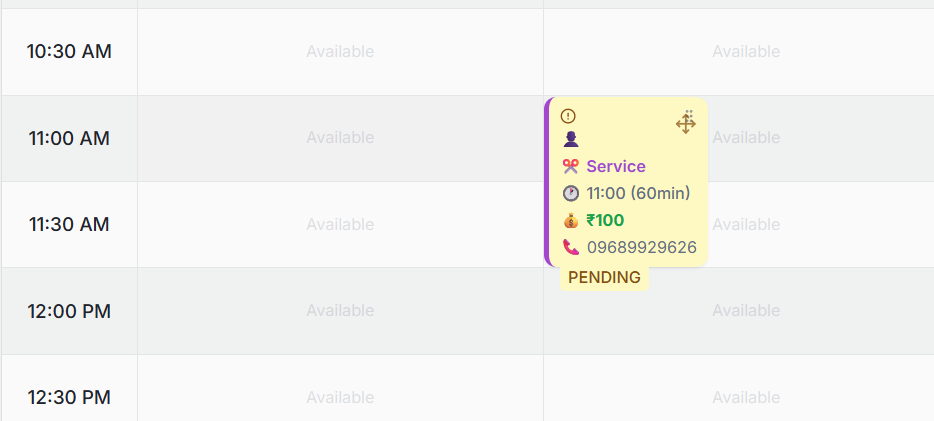 10:30 AM Available Available
11:00 AM Available Available
Service
11:00 (60min)
11:30 AM Available ₹100 Available
09689929626
PENDING
12:00 PM Available Available
12:30 PM Available Available